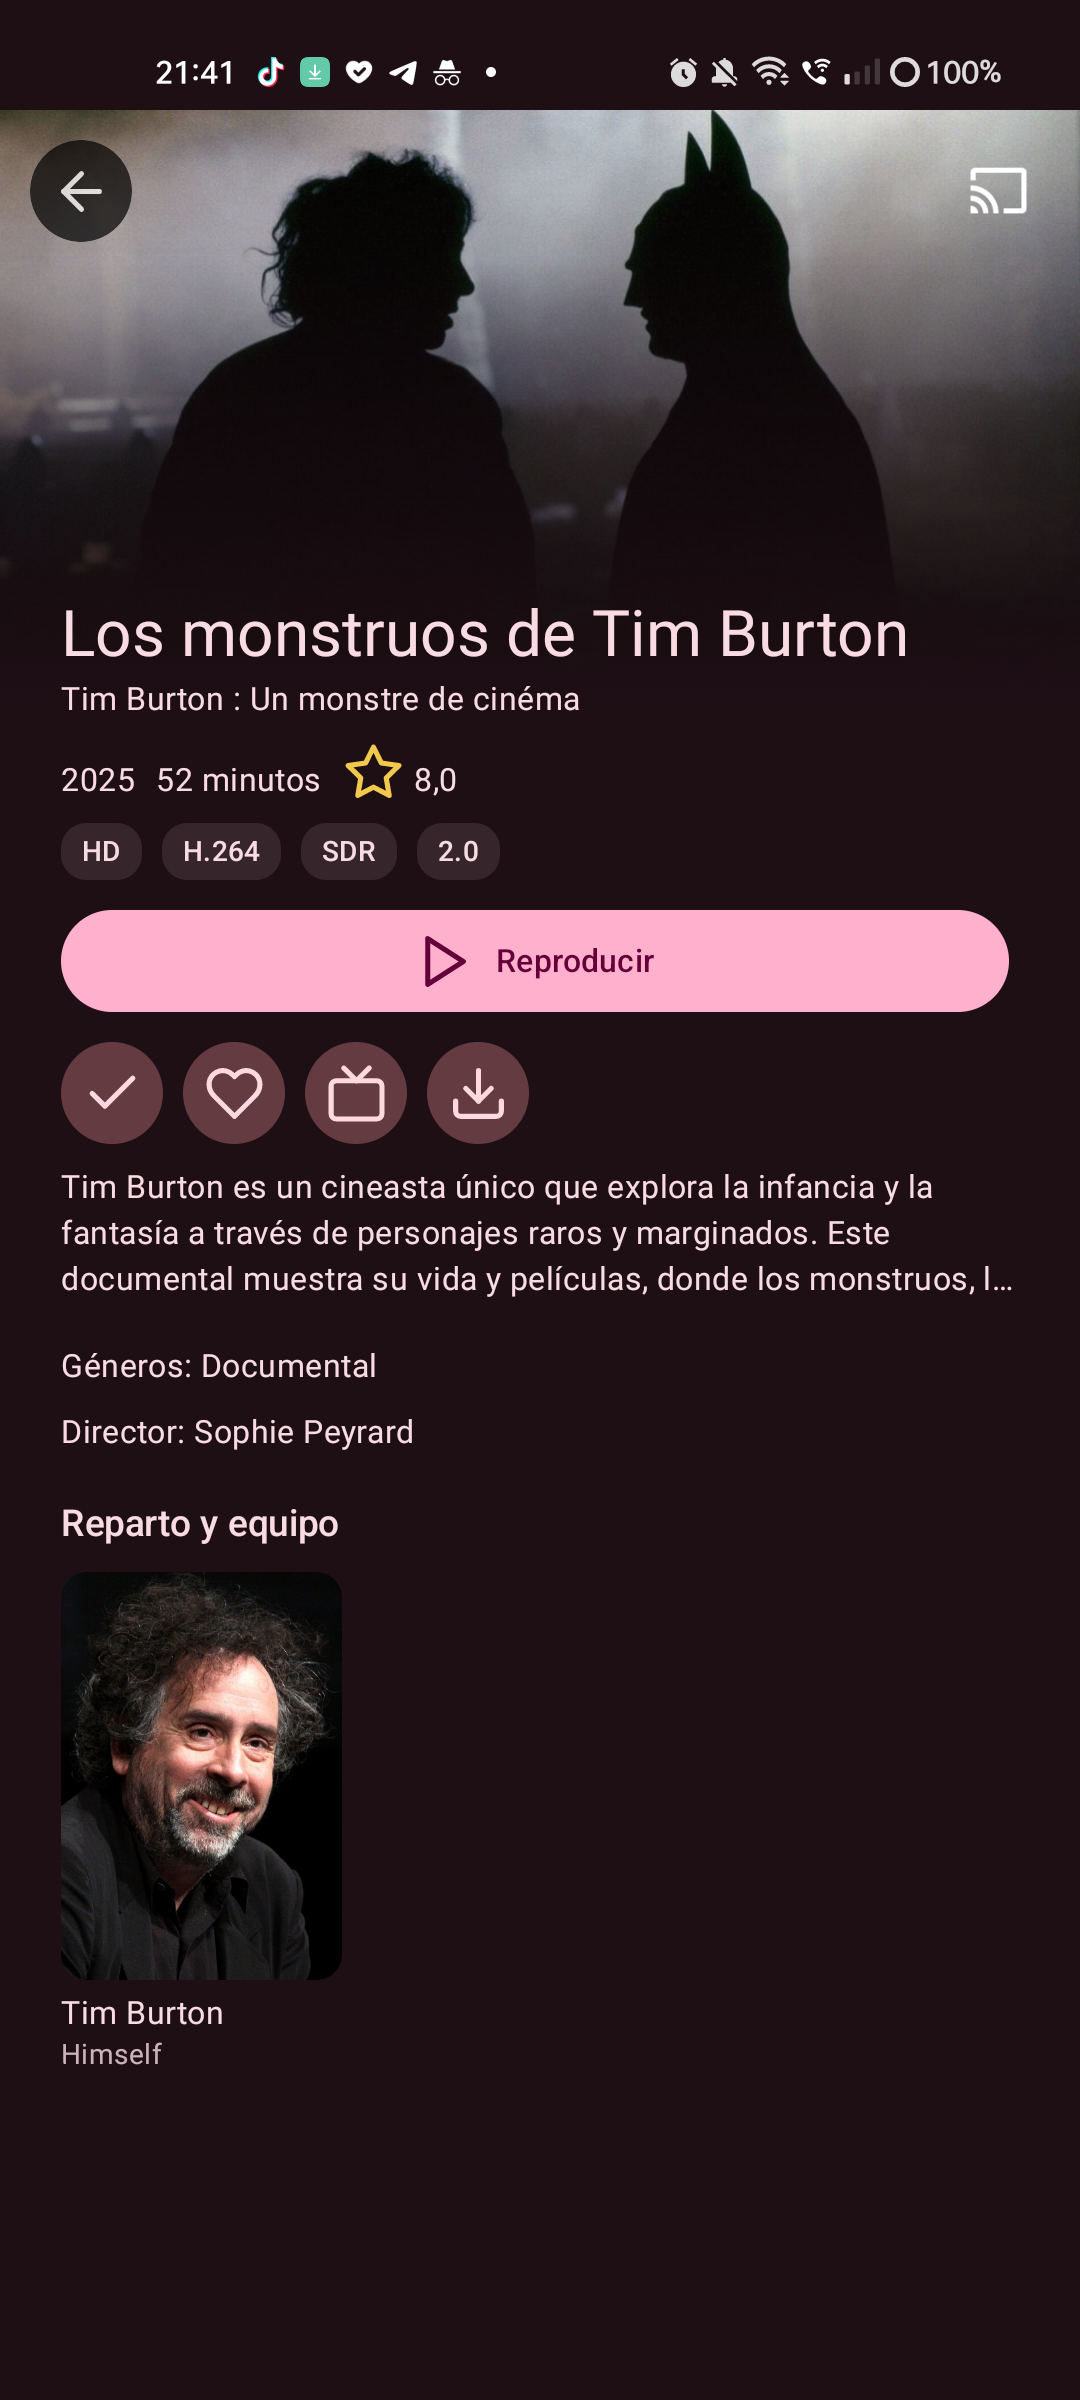 21:41
100%
Los monstruos de Tim Burton
Tim Burton : Un monstre de cinéma
2025 52 minutos 8,0
HD H.264 SDR 2.0
Reproducir
Tim Burton es un cineasta único que explora la infancia y la
fantasía a través de personajes raros y marginados. Este
documental muestra su vida y películas, donde los monstruos, l…
Géneros: Documental
Director: Sophie Peyrard
Reparto y equipo
Tim Burton
Himself